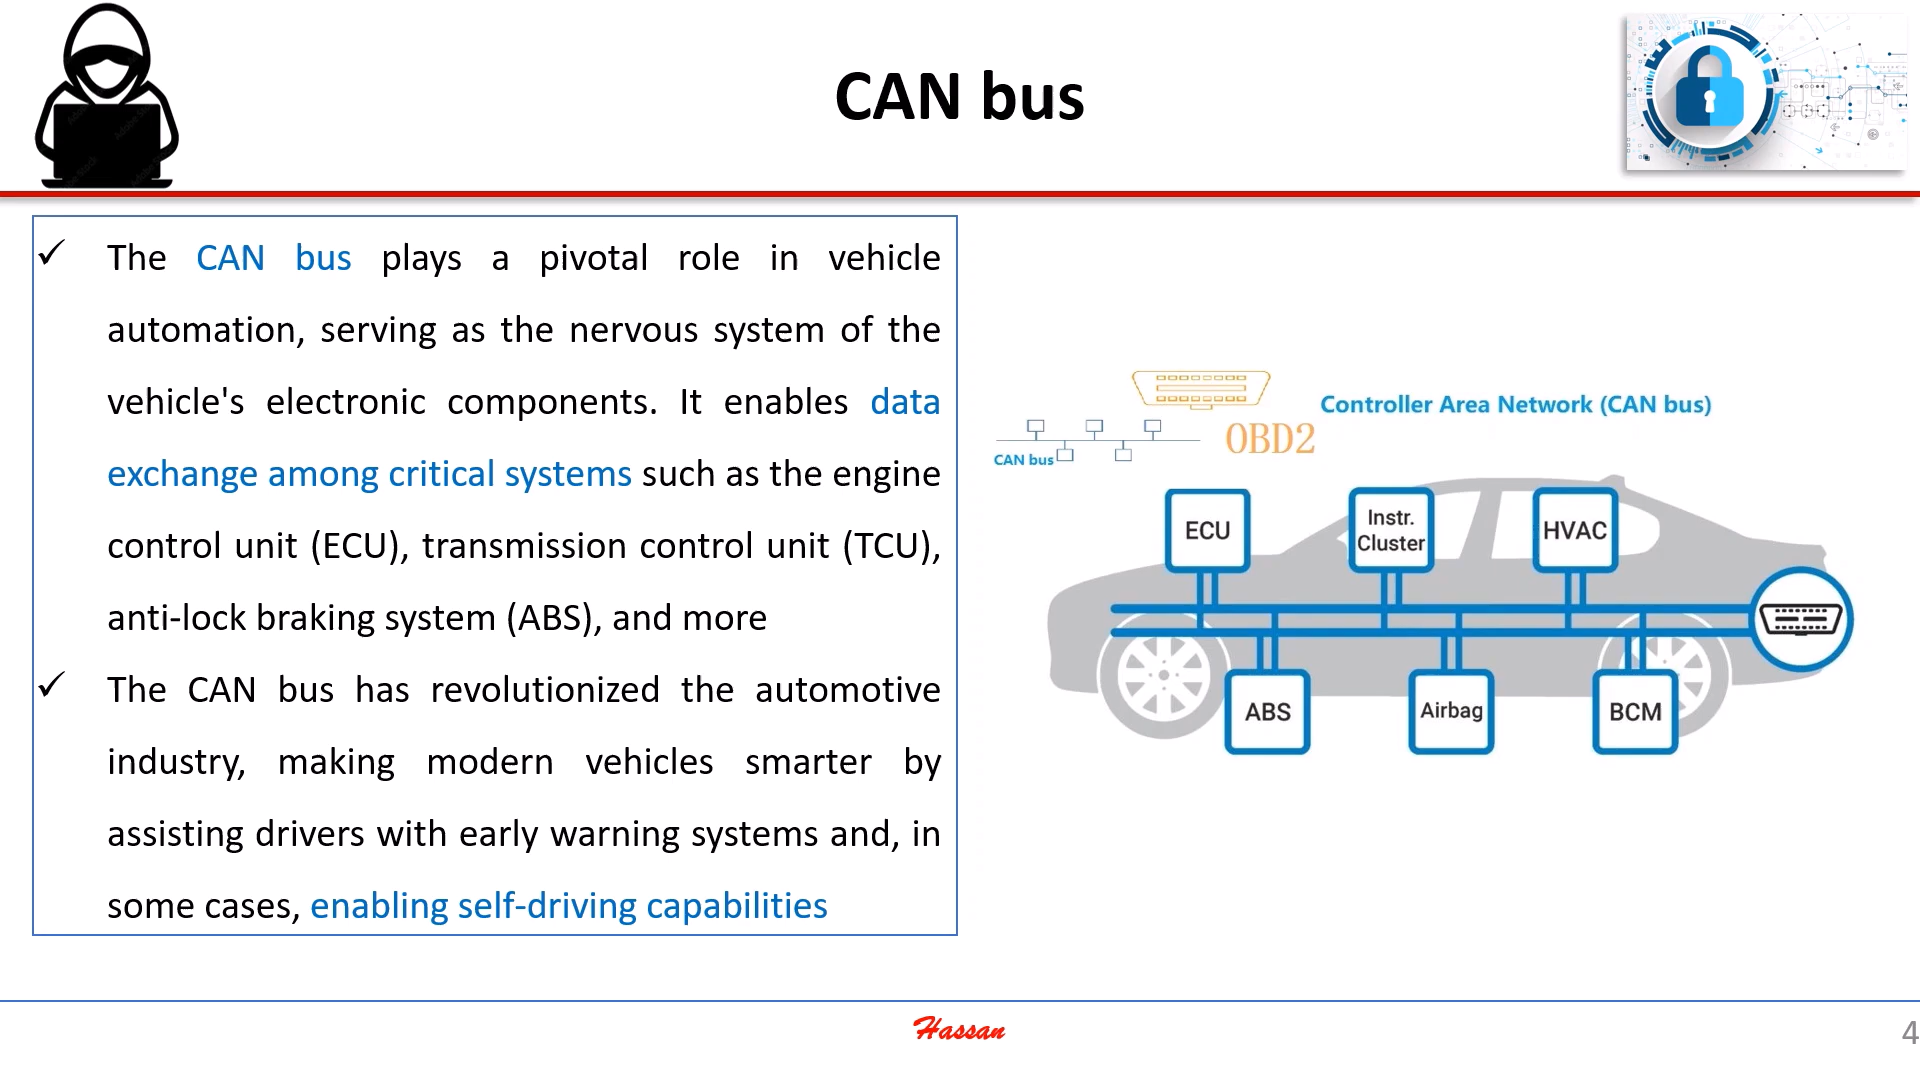 CAN bus
✓ The CAN bus plays a pivotal role in vehicle
automation, serving as the nervous system of the
vehicle's electronic components. It enables data
exchange among critical systems such as the engine
control unit (ECU), transmission control unit (TCU),
anti-lock braking system (ABS), and more
✓ The CAN bus has revolutionized the automotive
industry, making modern vehicles smarter by
assisting drivers with early warning systems and, in
some cases, enabling self-driving capabilities
Controller Area Network (CAN bus)
OBD2
CAN bus
ECU
Instr.
Cluster
HVAC
ABS
Airbag
BCM
Hassan
4